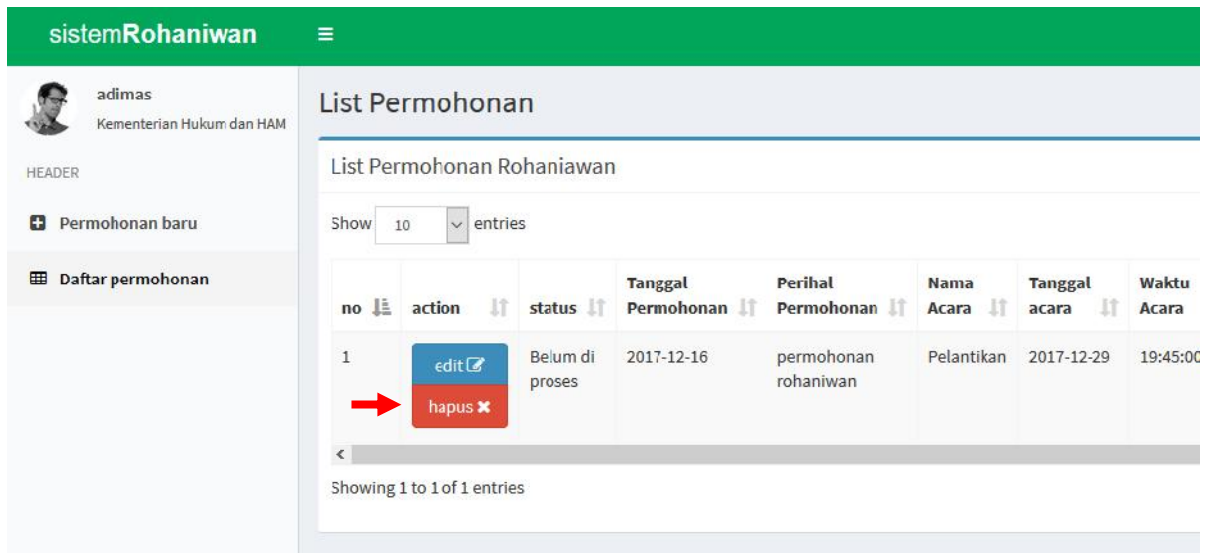 sistemRohaniwan
adimas
Kementerian Hukum dan HAM
HEADER
Permohonan baru
Daftar permohonan
List Permohonan
List Permohonan Rohaniawan
Show 10 entries
no action status Tanggal Permohonan Perihal Permohonan Nama Acara Tanggal acara Waktu Acara
1 edit hapus Belum di proses 2017-12-16 permohonan rohaniwan Pelantikan 2017-12-29 19:45:00
Showing 1 to 1 of 1 entries